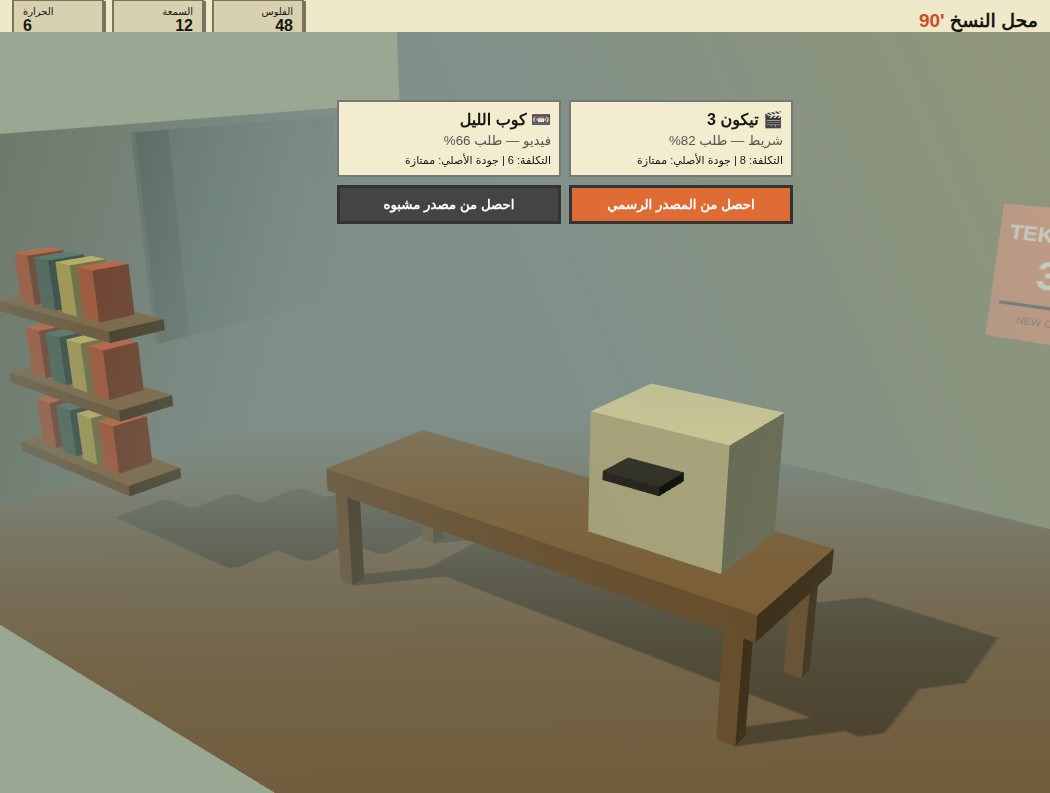 محل النسخ '90
الفلوس
48
السمعة
12
الحرارة
6
🎬 تيكون 3
شريط — طلب 82%
التكلفة: 8 | جودة الأصلي: ممتازة
📼 كوب الليل
فيديو — طلب 66%
التكلفة: 6 | جودة الأصلي: ممتازة
احصل من المصدر الرسمي
احصل من مصدر مشبوه
TEK
3
NEW